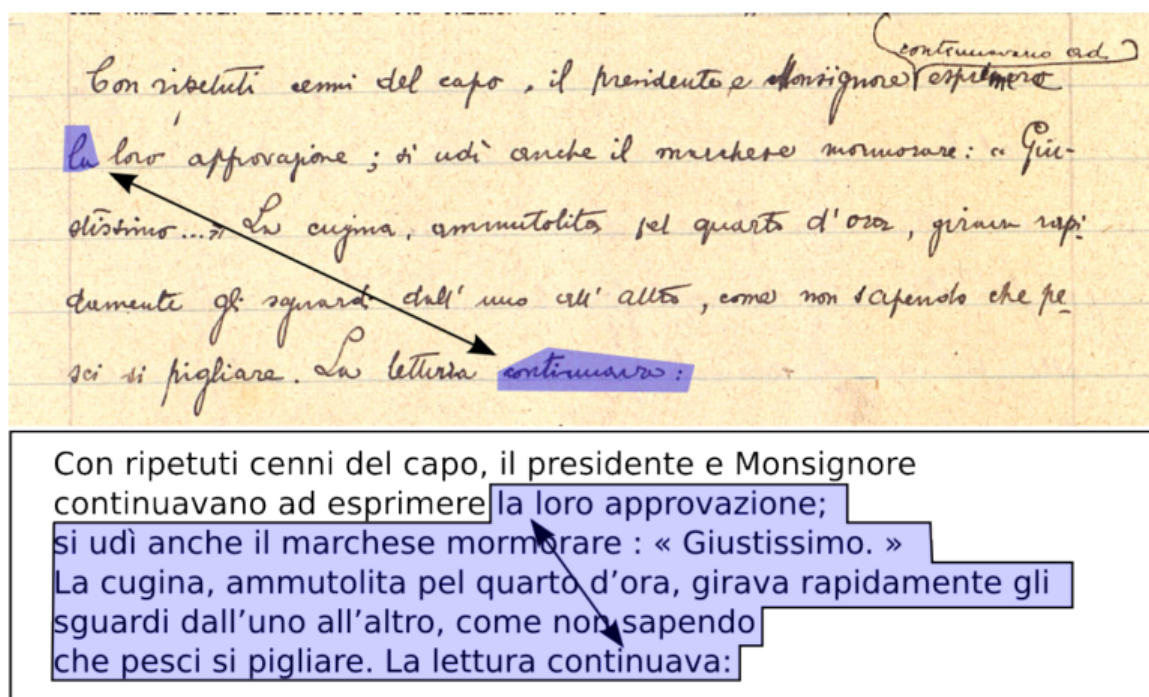 continuavano ad
Con ripetuti cenni del capo, il presidente e Monsignore esprimere
la loro approvazione; si udì anche il marchese mormorare: « Giu-
stissimo...» La cugina, ammutolita pel quarto d'ora, girava rapi-
damente gli sguardi dall'uno all'altro, come non sapendo che pe-
sci si pigliare. La lettura continuava:
Con ripetuti cenni del capo, il presidente e Monsignore
continuavano ad esprimere la loro approvazione;
si udì anche il marchese mormorare : « Giustissimo. »
La cugina, ammutolita pel quarto d’ora, girava rapidamente gli
sguardi dall’uno all’altro, come non sapendo
che pesci si pigliare. La lettura continuava: